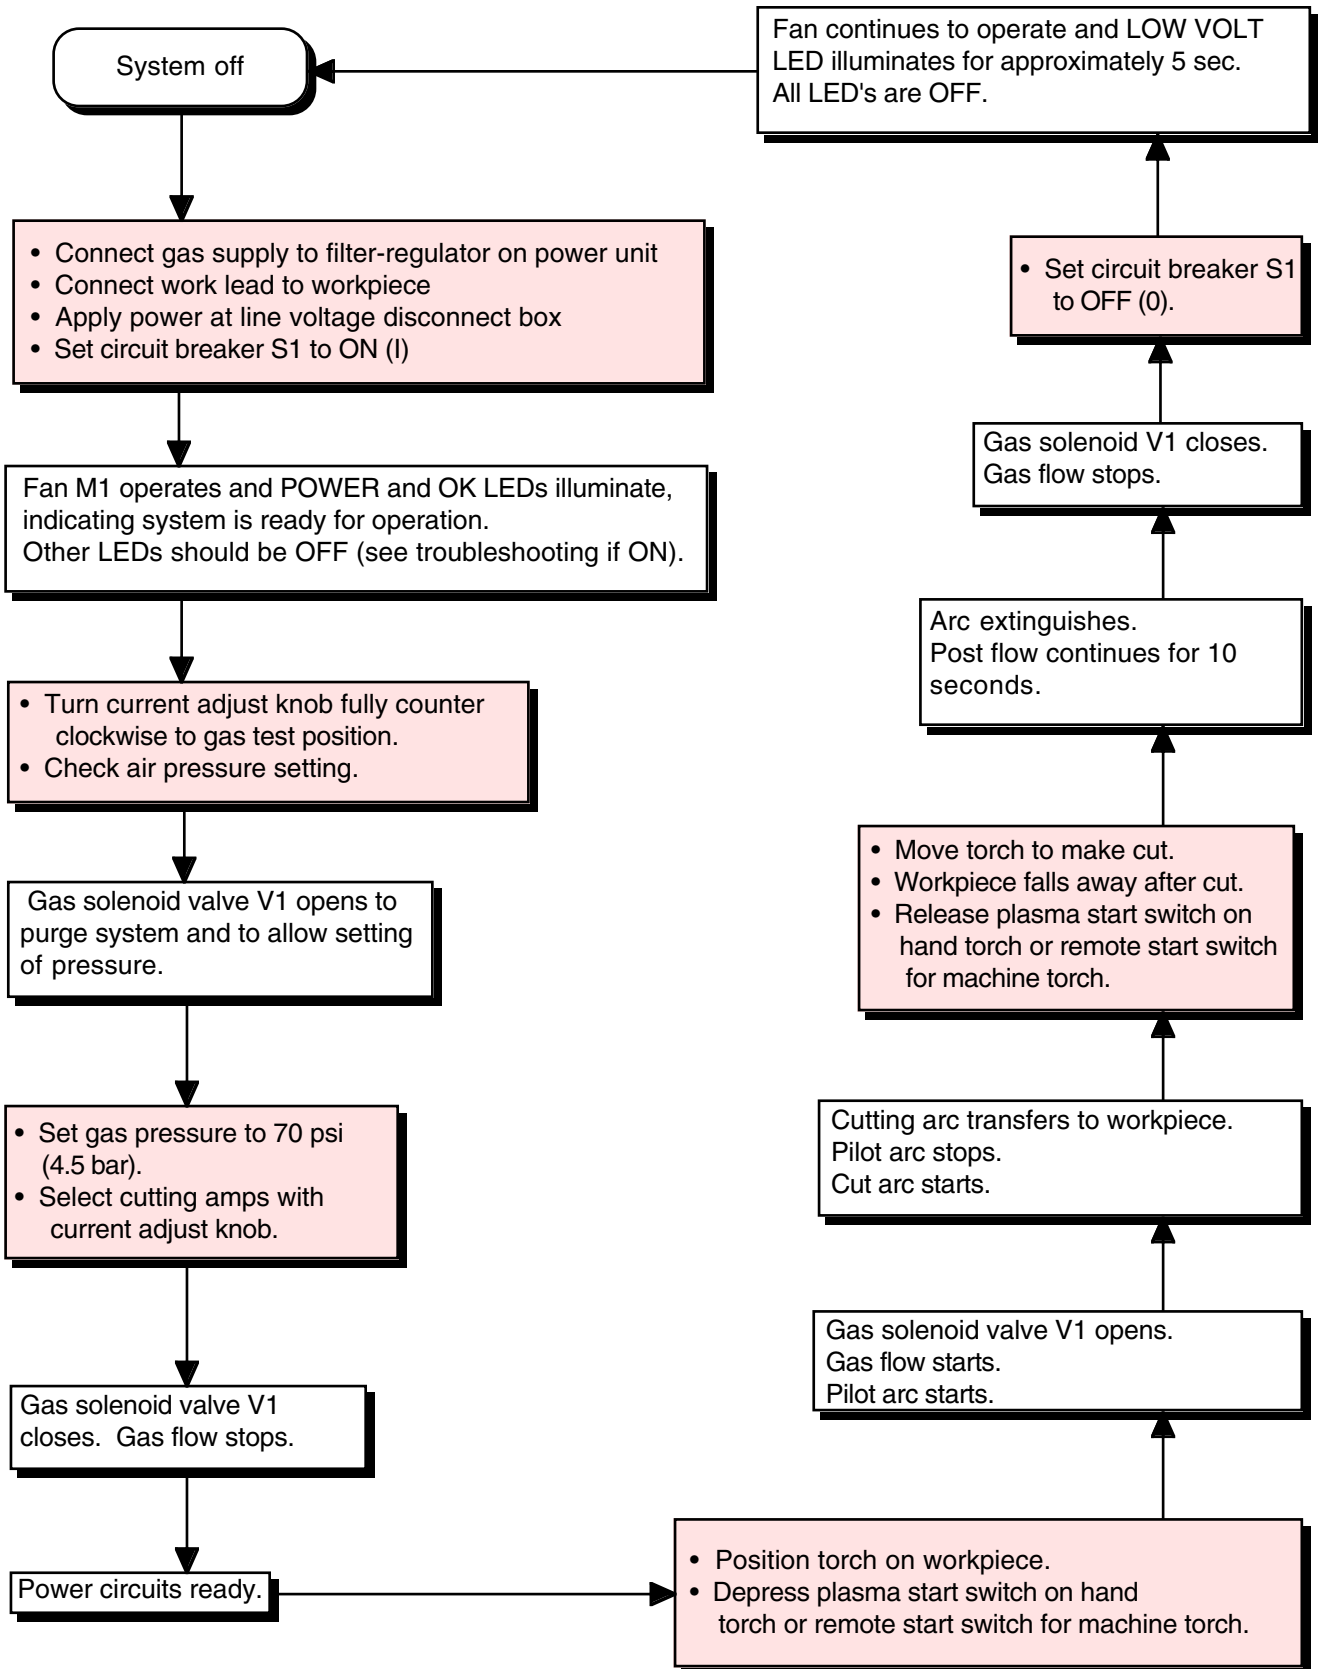 System off
• Connect gas supply to filter-regulator on power unit
• Connect work lead to workpiece
• Apply power at line voltage disconnect box
• Set circuit breaker S1 to ON (I)
Fan M1 operates and POWER and OK LEDs illuminate,
indicating system is ready for operation.
Other LEDs should be OFF (see troubleshooting if ON).
• Turn current adjust knob fully counter
clockwise to gas test position.
• Check air pressure setting.
Gas solenoid valve V1 opens to
purge system and to allow setting
of pressure.
• Set gas pressure to 70 psi
(4.5 bar).
• Select cutting amps with
current adjust knob.
Gas solenoid valve V1
closes. Gas flow stops.
Power circuits ready.
• Position torch on workpiece.
• Depress plasma start switch on hand
torch or remote start switch for machine torch.
Gas solenoid valve V1 opens.
Gas flow starts.
Pilot arc starts.
Cutting arc transfers to workpiece.
Pilot arc stops.
Cut arc starts.
• Move torch to make cut.
• Workpiece falls away after cut.
• Release plasma start switch on
hand torch or remote start switch
for machine torch.
Arc extinguishes.
Post flow continues for 10
seconds.
Gas solenoid V1 closes.
Gas flow stops.
• Set circuit breaker S1
to OFF (0).
Fan continues to operate and LOW VOLT
LED illuminates for approximately 5 sec.
All LED's are OFF.